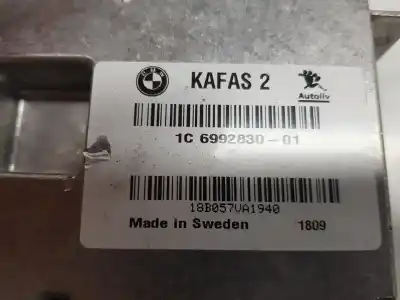 KAFAS 2
Autoliv
1C 6992830-01
18B057VA1940
Made in Sweden 1809